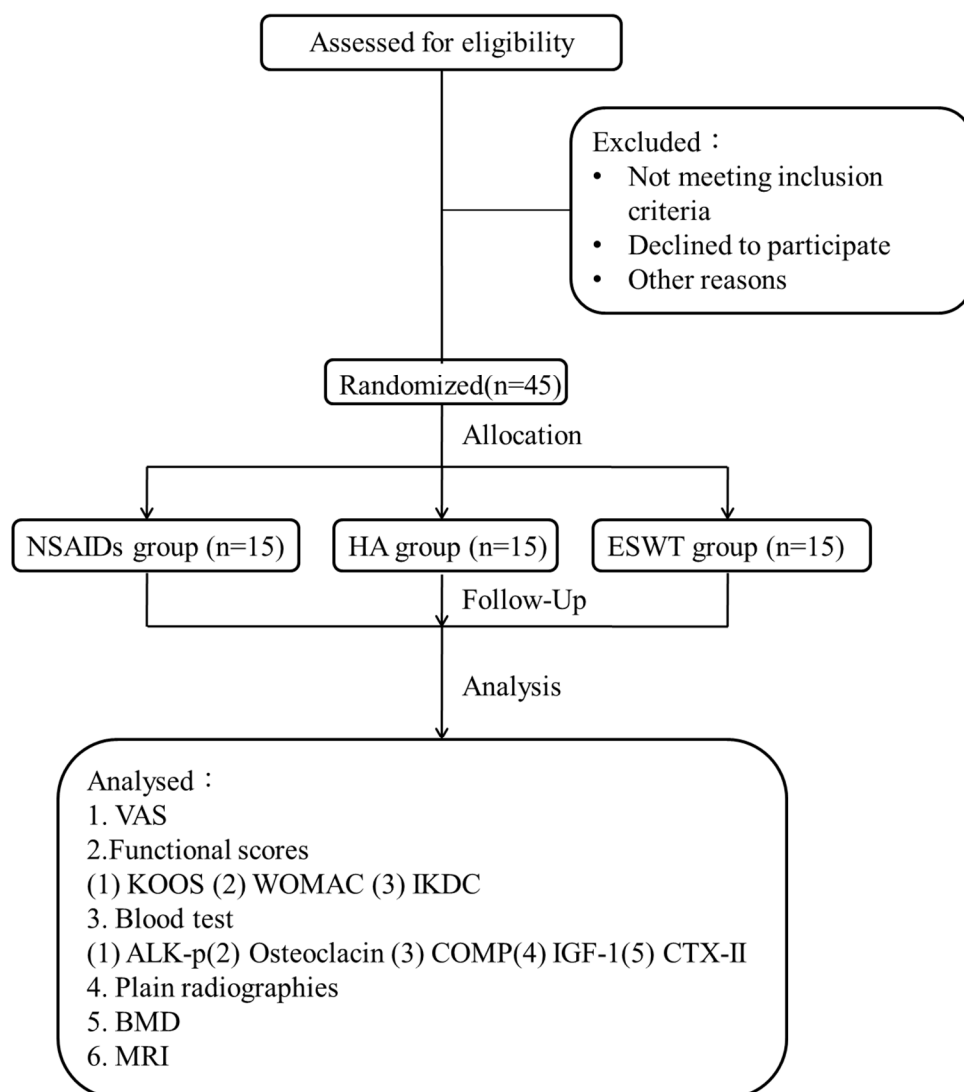 Assessed for eligibility
Excluded：
• Not meeting inclusion
criteria
• Declined to participate
• Other reasons
Randomized(n=45)
Allocation
NSAIDs group (n=15)
HA group (n=15)
ESWT group (n=15)
Follow-Up
Analysis
Analysed：
1. VAS
2.Functional scores
(1) KOOS (2) WOMAC (3) IKDC
3. Blood test
(1) ALK-p(2) Osteoclacin (3) COMP(4) IGF-1(5) CTX-II
4. Plain radiographies
5. BMD
6. MRI